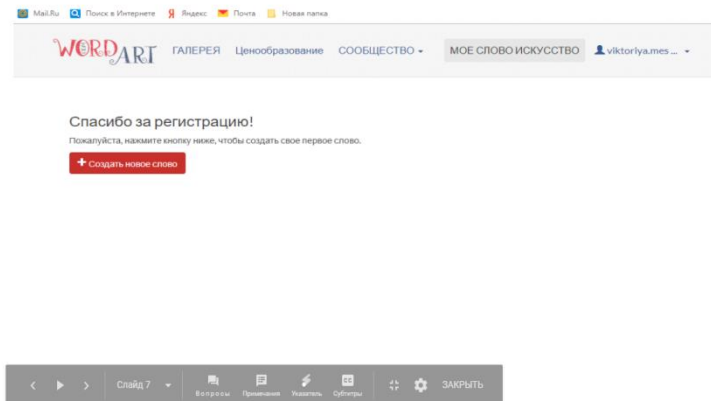 Mail.Ru Поиск в Интернете Яндекс Почта Новая папка
WORDART ГАЛЕРЕЯ Ценообразование СООБЩЕСТВО МОЕ СЛОВО ИСКУССТВО viktoriya.mes ...
Спасибо за регистрацию!
Пожалуйста, нажмите кнопку ниже, чтобы создать свое первое слово.
+ Создать новое слово
Слайд 7 Вопросы Примечания Указатель Субтитры ЗАКРЫТЬ